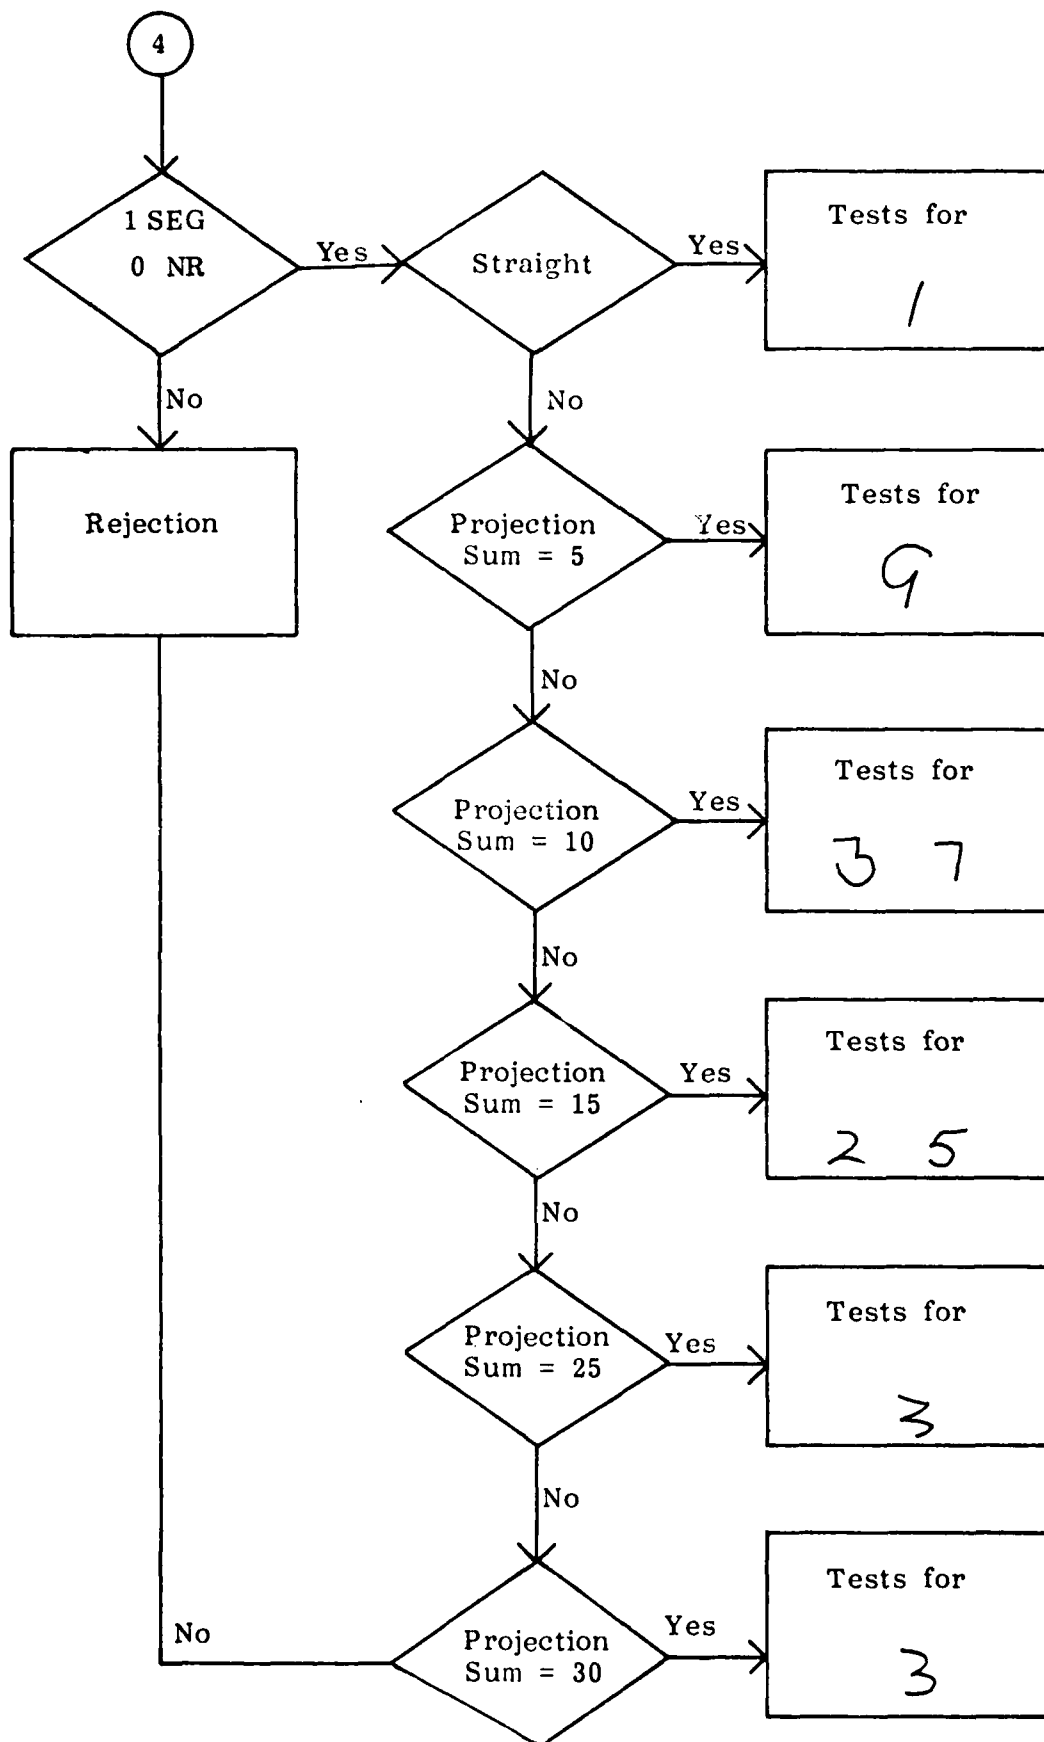 4
1 SEG
0 NR
Yes
Straight
Yes
Tests for
1
No
No
Rejection
Projection
Sum = 5
Yes
Tests for
9
No
Projection
Sum = 10
Yes
Tests for
3 7
No
Projection
Sum = 15
Yes
Tests for
2 5
No
Projection
Sum = 25
Yes
Tests for
3
No
Projection
Sum = 30
Yes
No
Tests for
3